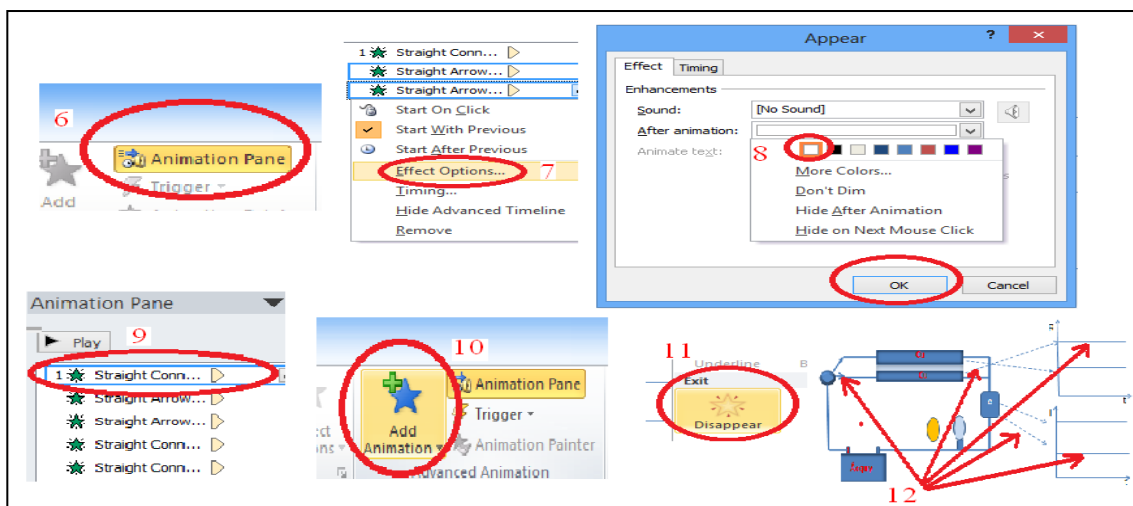 6
Animation Pane
Trigger
Add
1 Straight Conn...
Straight Arrow...
Straight Arrow...
Start On Click
Start With Previous
Start After Previous
Effect Options... 7
Timing...
Hide Advanced Timeline
Remove
Appear ? ×
Effect Timing
Enhancements
Sound: [No Sound]
After animation:
Animate text: 8
More Colors...
Don't Dim
Hide After Animation
Hide on Next Mouse Click
OK Cancel
Animation Pane
9
Play
1 Straight Conn...
Straight Arrow...
Straight Arrow...
Straight Conn...
Straight Conn...
Straight Conn...
10
Add
Animation
Animation Pane
Trigger
Animation Painter
Advanced Animation
11
Underline B
Exit
Disappear
12